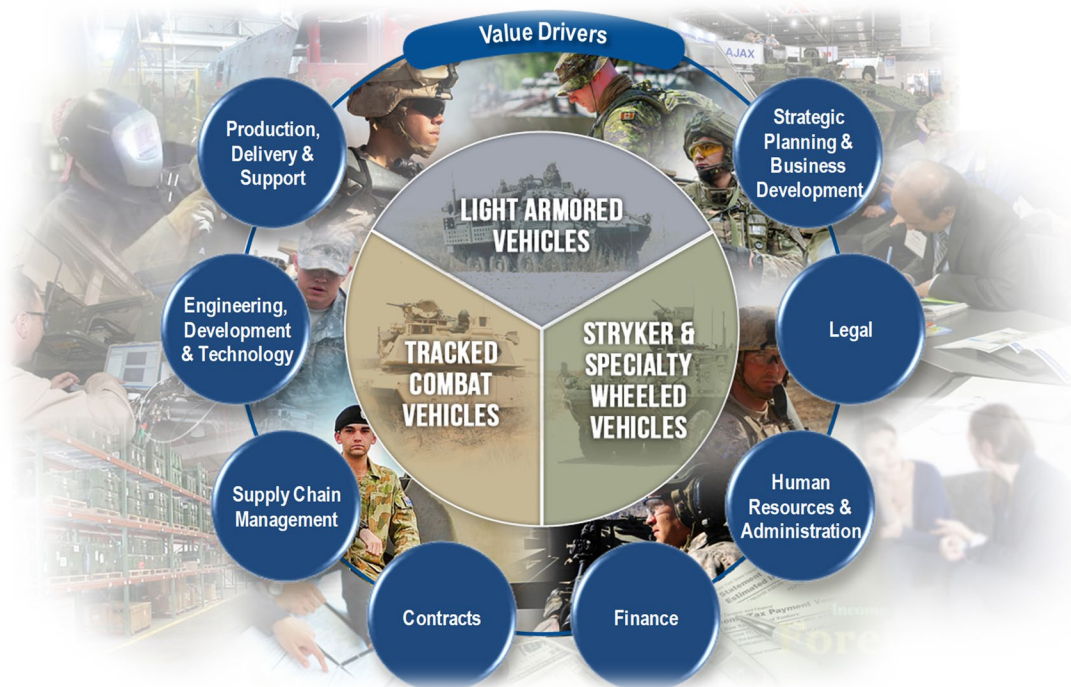 Value Drivers
AJAX
Production,
Delivery &
Support
Strategic
Planning &
Business
Development
LIGHT ARMORED
VEHICLES
Engineering,
Development
& Technology
TRACKED
COMBAT
VEHICLES
STRYKER &
SPECIALTY
WHEELED
VEHICLES
Legal
Supply Chain
Management
Human
Resources &
Administration
Contracts
Finance